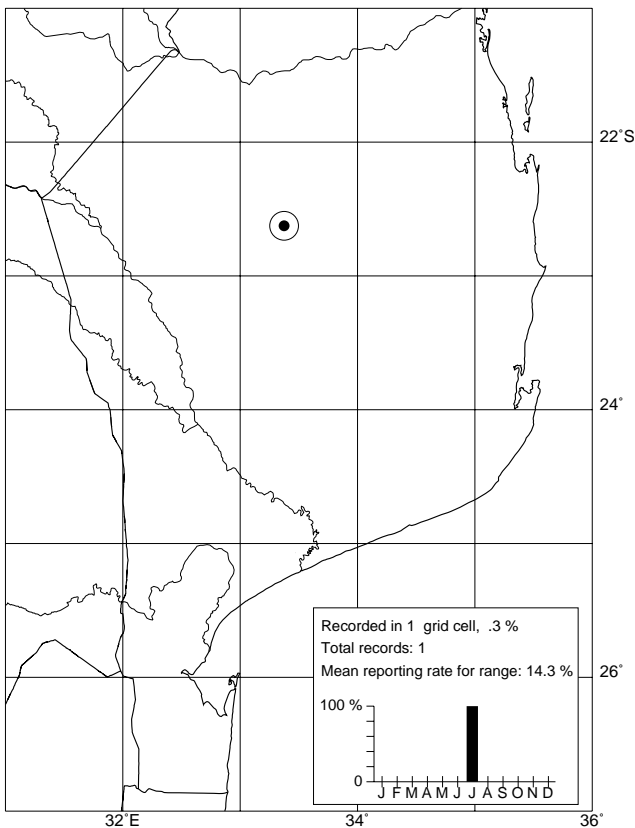 22˚S
24˚
Recorded in 1 grid cell, .3 %
Total records: 1
Mean reporting rate for range: 14.3 %
26˚
100 %
0
J F M A M J J A S O N D
32˚E 34˚ 36˚